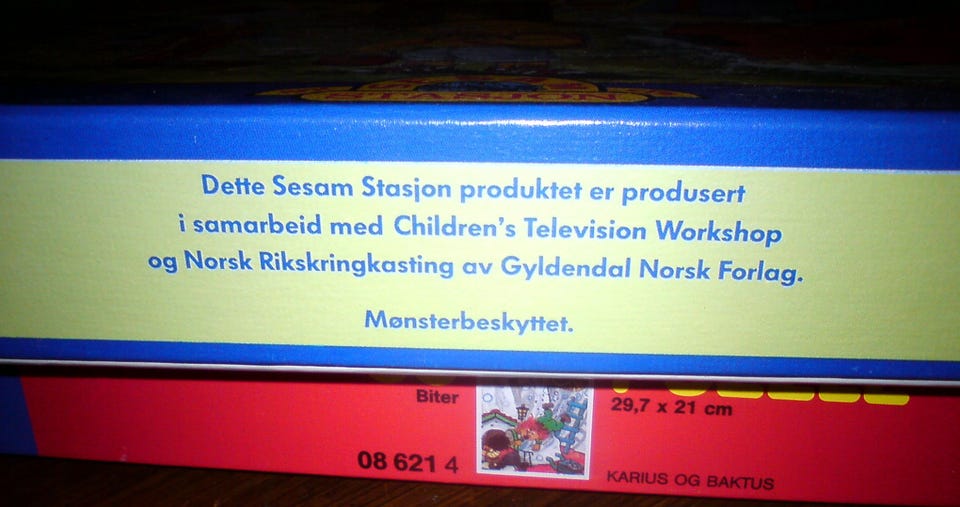 STASJON
Dette Sesam Stasjon produktet er produsert
i samarbeid med Children's Television Workshop
og Norsk Rikskringkasting av Gyldendal Norsk Forlag.
Mønsterbeskyttet.
Biter
29,7 x 21 cm
08 621 4
KARIUS OG BAKTUS